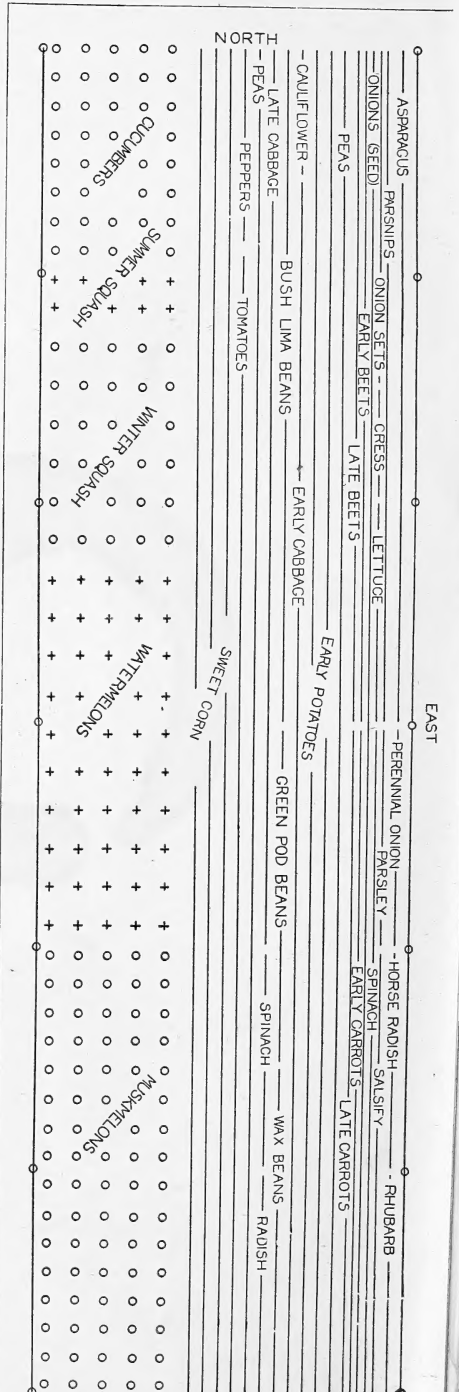 NORTH
EAST
ASPARAGUS - PERENNIAL ONION - HORSE RADISH - RHUBARB
PARSNIPS PARSLEY SALSIFY
ONIONS (SEED) ONION SETS - CRESS LETTUCE SPINACH
EARLY BEETS EARLY CARROTS
PEAS LATE BEETS LATE CARROTS
EARLY POTATOES
- CAULIFLOWER - EARLY CABBAGE
BUSH LIMA BEANS GREEN POD BEANS WAX BEANS
- LATE CABBAGE SPINACH RADISH
- PEAS
PEPPERS TOMATOES
SWEET CORN
CUCUMBERS
SUMMER SQUASH
WINTER SQUASH
WATERMELONS
MUSKMELONS